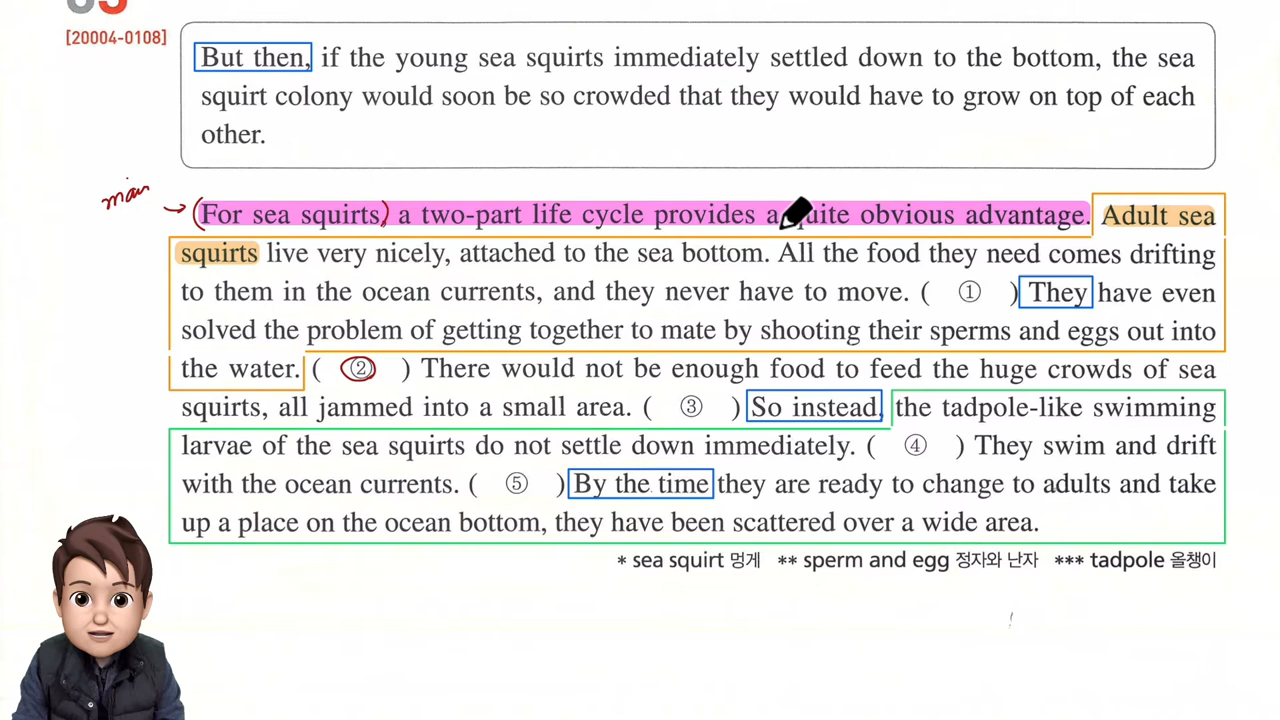 [20004-0108]
But then, if the young sea squirts immediately settled down to the bottom, the sea
squirt colony would soon be so crowded that they would have to grow on top of each
other.
main
(For sea squirts,) a two-part life cycle provides a quite obvious advantage. Adult sea
squirts live very nicely, attached to the sea bottom. All the food they need comes drifting
to them in the ocean currents, and they never have to move. ( ① ) They have even
solved the problem of getting together to mate by shooting their sperms and eggs out into
the water. ( ② ) There would not be enough food to feed the huge crowds of sea
squirts, all jammed into a small area. ( ③ ) So instead, the tadpole-like swimming
larvae of the sea squirts do not settle down immediately. ( ④ ) They swim and drift
with the ocean currents. ( ⑤ ) By the time they are ready to change to adults and take
up a place on the ocean bottom, they have been scattered over a wide area.
* sea squirt 멍게 ** sperm and egg 정자와 난자 *** tadpole 올챙이